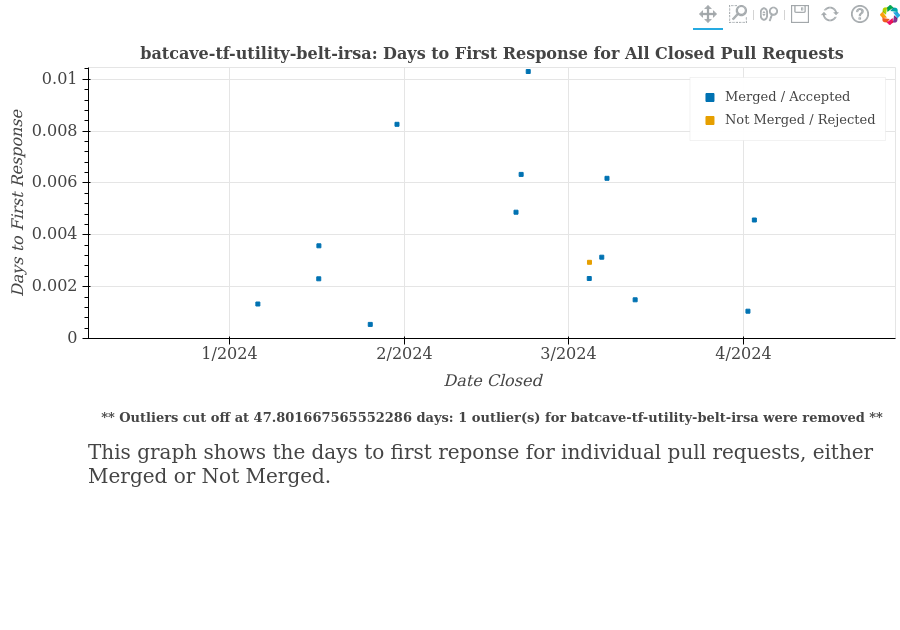 batcave-tf-utility-belt-irsa: Days to First Response for All Closed Pull Requests
Days to First Response
0.01
0.008
0.006
0.004
0.002
0
Merged / Accepted
Not Merged / Rejected
1/2024
2/2024
3/2024
4/2024
Date Closed
** Outliers cut off at 47.801667565552286 days: 1 outlier(s) for batcave-tf-utility-belt-irsa were removed **
This graph shows the days to first reponse for individual pull requests, either
Merged or Not Merged.